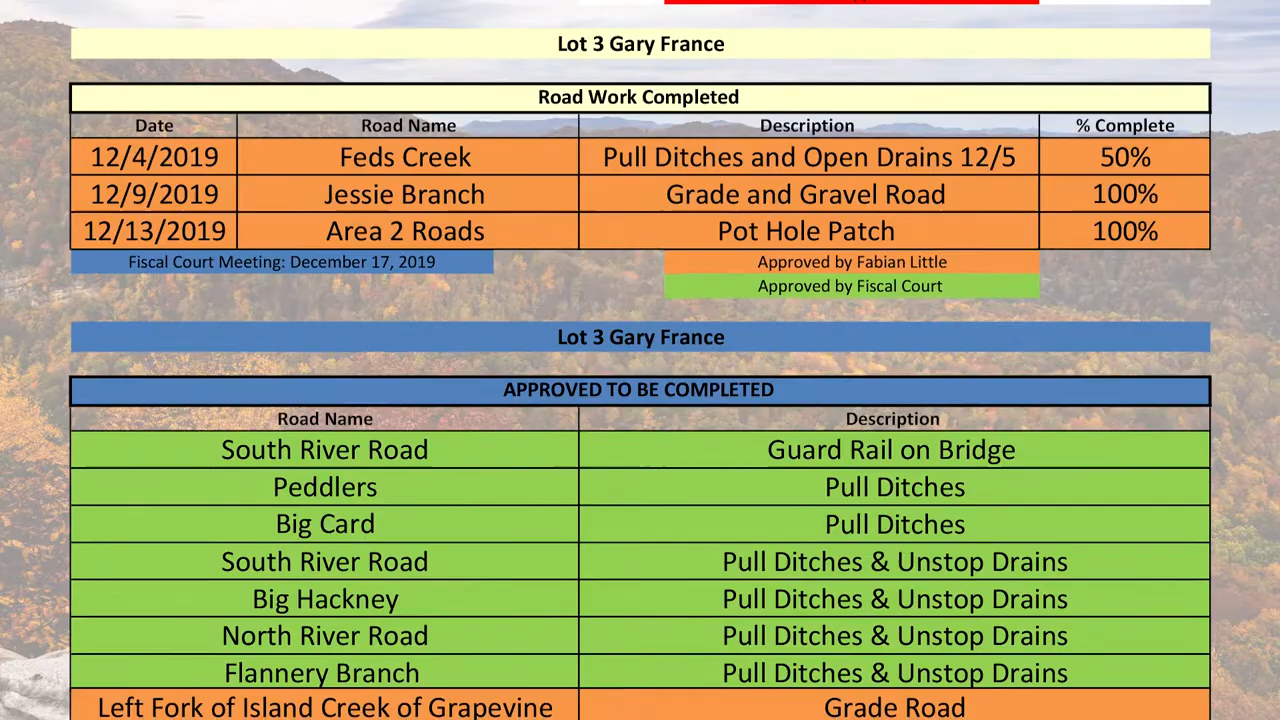 Lot 3 Gary France
Road Work Completed
Date Road Name Description % Complete
12/4/2019 Feds Creek Pull Ditches and Open Drains 12/5 50%
12/9/2019 Jessie Branch Grade and Gravel Road 100%
12/13/2019 Area 2 Roads Pot Hole Patch 100%
Fiscal Court Meeting: December 17, 2019 Approved by Fabian Little
Approved by Fiscal Court
Lot 3 Gary France
APPROVED TO BE COMPLETED
Road Name Description
South River Road Guard Rail on Bridge
Peddlers Pull Ditches
Big Card Pull Ditches
South River Road Pull Ditches & Unstop Drains
Big Hackney Pull Ditches & Unstop Drains
North River Road Pull Ditches & Unstop Drains
Flannery Branch Pull Ditches & Unstop Drains
Left Fork of Island Creek of Grapevine Grade Road